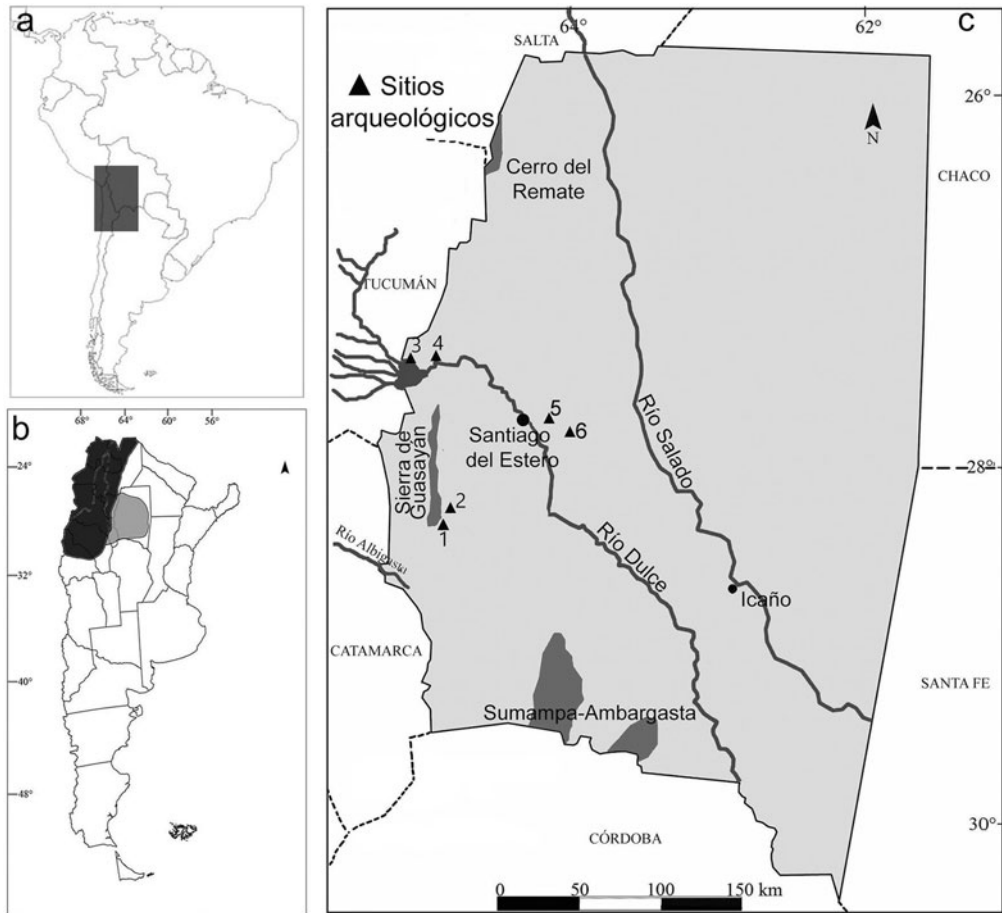 a
b
68°
64°
60°
56°
24°
32°
40°
48°
c
64°
62°
SALTA
26°
Sitios
arqueológicos
N
Cerro del
Remate
CHACO
TUCUMÁN
3
4
5
6
Santiago
del Estero
Sierra de
Guasayán
Río Salado
28°
2
1
Río Albigasta
Río Dulce
Icaño
CATAMARCA
SANTA FE
Sumampa-Ambargasta
CÓRDOBA
30°
0
50
100
150 km